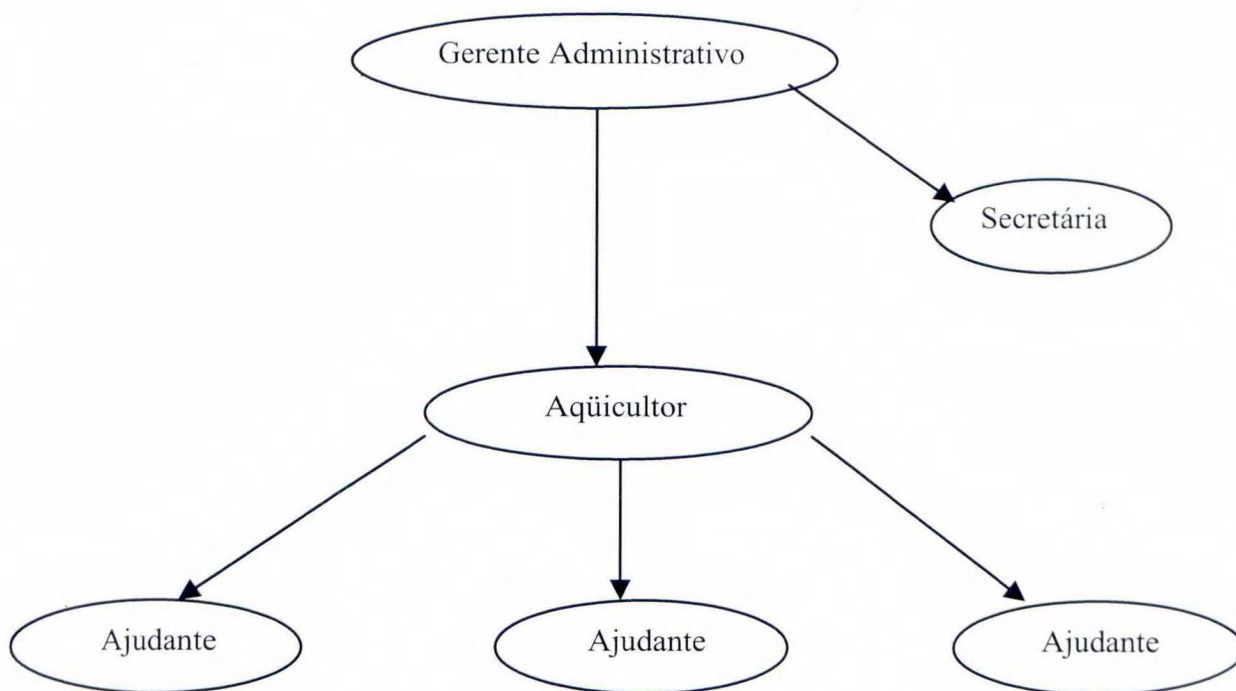 Gerente Administrativo
Secretária
Aqüicultor
Ajudante
Ajudante
Ajudante